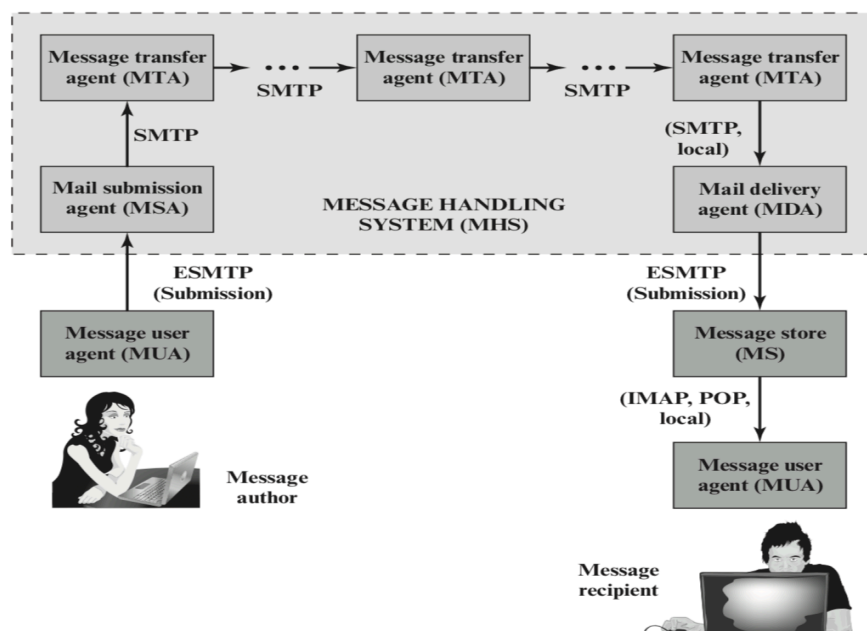 Message transfer
agent (MTA)
SMTP
Message transfer
agent (MTA)
SMTP
Message transfer
agent (MTA)
SMTP
(SMTP,
local)
Mail submission
agent (MSA)
MESSAGE HANDLING
SYSTEM (MHS)
Mail delivery
agent (MDA)
ESMTP
(Submission)
ESMTP
(Submission)
Message user
agent (MUA)
Message store
(MS)
(IMAP, POP,
local)
Message
author
Message user
agent (MUA)
Message
recipient